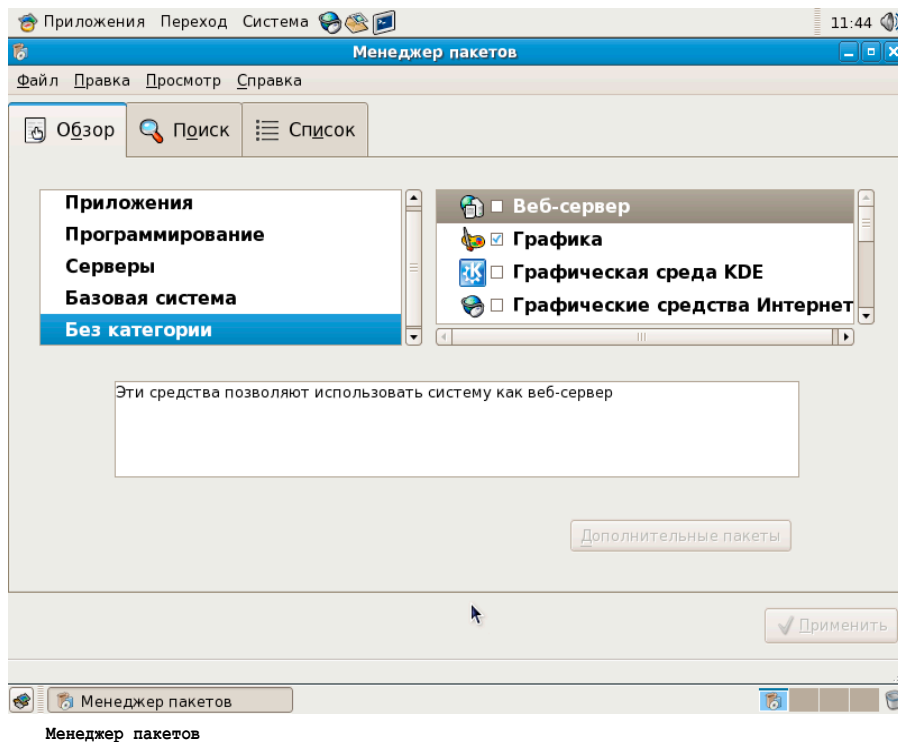 Приложения Переход Система 11:44
Менеджер пакетов
Файл Правка Просмотр Справка
Обзор Поиск Список
Приложения
Программирование
Серверы
Базовая система
Без категории
Веб-сервер
Графика
Графическая среда KDE
Графические средства Интернет
Эти средства позволяют использовать систему как веб-сервер
Дополнительные пакеты
Применить
Менеджер пакетов
Менеджер пакетов